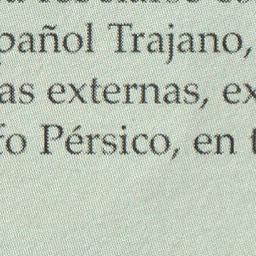 pañol Trajano,
as externas, ex
fo Pérsico, en t